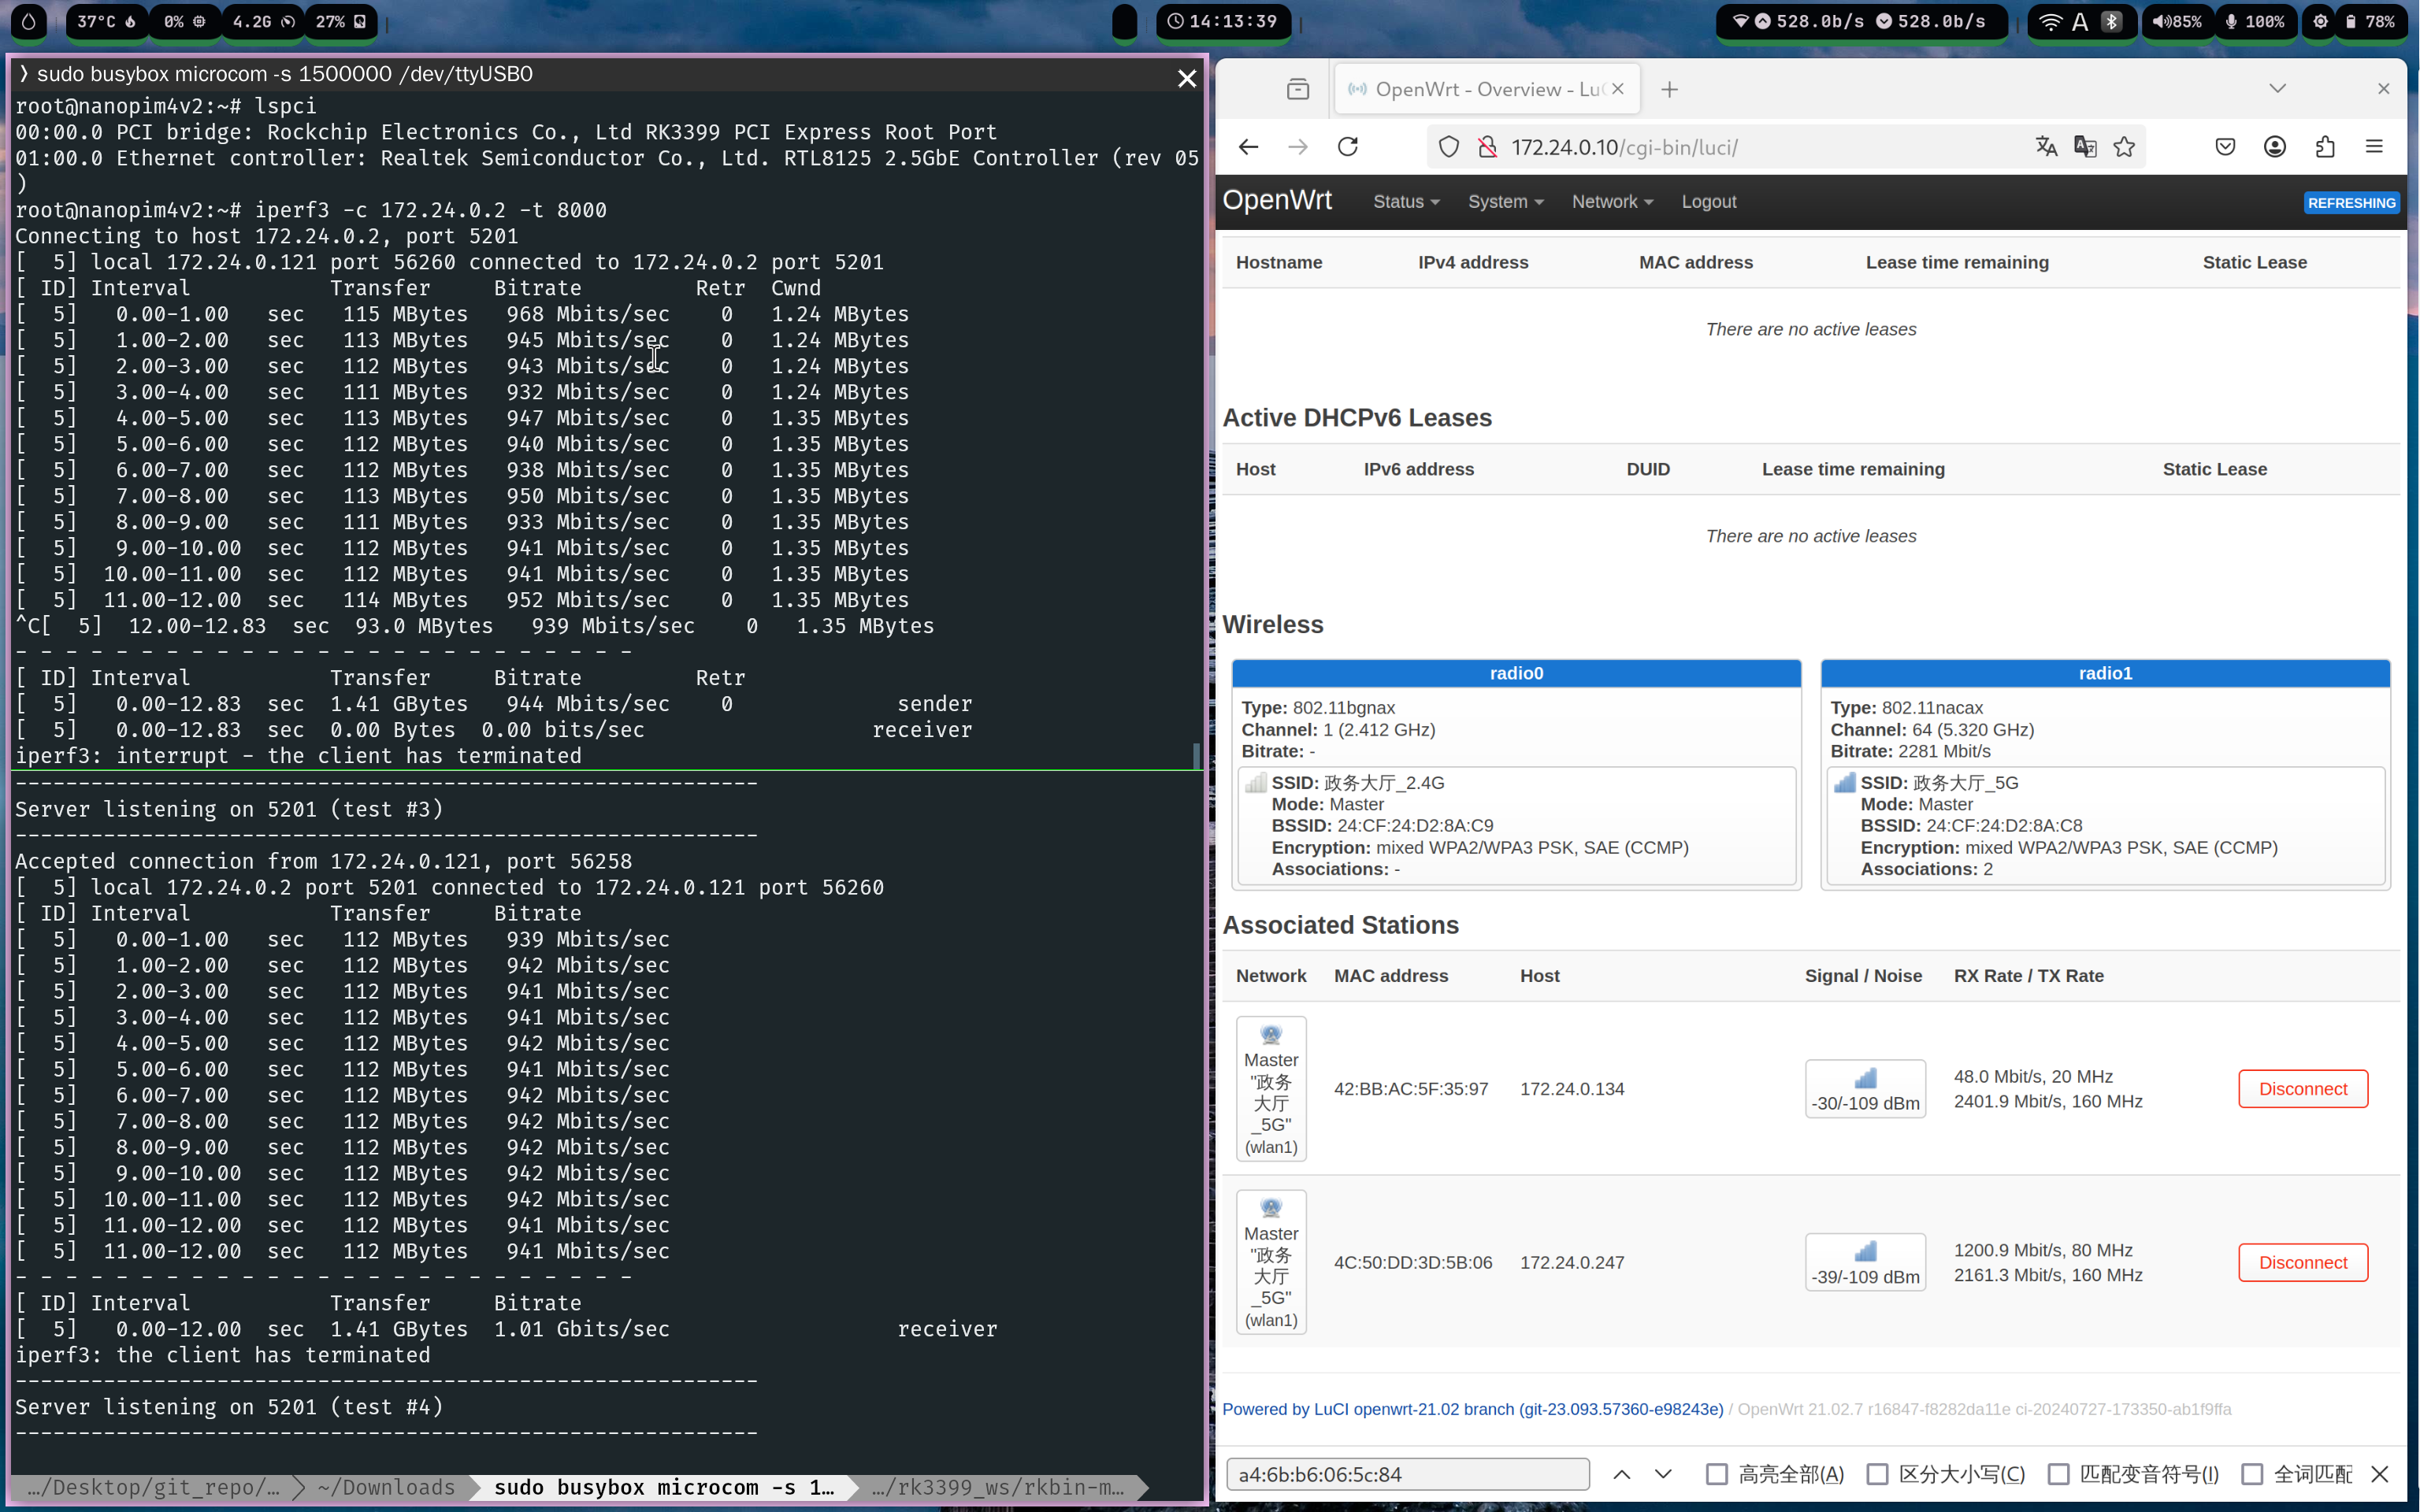 37°C 0% 4.2G 27% 14:13:39 528.0b/s 528.0b/s A 85% 100% 78%
❯ sudo busybox microcom -s 1500000 /dev/ttyUSB0
root@nanopim4v2:~# lspci
00:00.0 PCI bridge: Rockchip Electronics Co., Ltd RK3399 PCI Express Root Port
01:00.0 Ethernet controller: Realtek Semiconductor Co., Ltd. RTL8125 2.5GbE Controller (rev 05
)
root@nanopim4v2:~# iperf3 -c 172.24.0.2 -t 8000
Connecting to host 172.24.0.2, port 5201
[  5] local 172.24.0.121 port 56260 connected to 172.24.0.2 port 5201
[ ID] Interval           Transfer     Bitrate         Retr  Cwnd
[  5]   0.00-1.00   sec   115 MBytes   968 Mbits/sec    0   1.24 MBytes
[  5]   1.00-2.00   sec   113 MBytes   945 Mbits/sec    0   1.24 MBytes
[  5]   2.00-3.00   sec   112 MBytes   943 Mbits/sec    0   1.24 MBytes
[  5]   3.00-4.00   sec   111 MBytes   932 Mbits/sec    0   1.24 MBytes
[  5]   4.00-5.00   sec   113 MBytes   947 Mbits/sec    0   1.35 MBytes
[  5]   5.00-6.00   sec   112 MBytes   940 Mbits/sec    0   1.35 MBytes
[  5]   6.00-7.00   sec   112 MBytes   938 Mbits/sec    0   1.35 MBytes
[  5]   7.00-8.00   sec   113 MBytes   950 Mbits/sec    0   1.35 MBytes
[  5]   8.00-9.00   sec   111 MBytes   933 Mbits/sec    0   1.35 MBytes
[  5]   9.00-10.00  sec   112 MBytes   941 Mbits/sec    0   1.35 MBytes
[  5]  10.00-11.00  sec   112 MBytes   941 Mbits/sec    0   1.35 MBytes
[  5]  11.00-12.00  sec   114 MBytes   952 Mbits/sec    0   1.35 MBytes
^C[  5]  12.00-12.83  sec  93.0 MBytes   939 Mbits/sec    0   1.35 MBytes
- - - - - - - - - - - - - - - - - - - - - - - - -
[ ID] Interval           Transfer     Bitrate         Retr
[  5]   0.00-12.83  sec  1.41 GBytes   944 Mbits/sec    0             sender
[  5]   0.00-12.83  sec  0.00 Bytes  0.00 bits/sec                  receiver
iperf3: interrupt - the client has terminated
-----------------------------------------------------------
Server listening on 5201 (test #3)
-----------------------------------------------------------
Accepted connection from 172.24.0.121, port 56258
[  5] local 172.24.0.2 port 5201 connected to 172.24.0.121 port 56260
[ ID] Interval           Transfer     Bitrate
[  5]   0.00-1.00   sec   112 MBytes   939 Mbits/sec
[  5]   1.00-2.00   sec   112 MBytes   942 Mbits/sec
[  5]   2.00-3.00   sec   112 MBytes   941 Mbits/sec
[  5]   3.00-4.00   sec   112 MBytes   941 Mbits/sec
[  5]   4.00-5.00   sec   112 MBytes   942 Mbits/sec
[  5]   5.00-6.00   sec   112 MBytes   941 Mbits/sec
[  5]   6.00-7.00   sec   112 MBytes   942 Mbits/sec
[  5]   7.00-8.00   sec   112 MBytes   942 Mbits/sec
[  5]   8.00-9.00   sec   112 MBytes   942 Mbits/sec
[  5]   9.00-10.00  sec   112 MBytes   942 Mbits/sec
[  5]  10.00-11.00  sec   112 MBytes   942 Mbits/sec
[  5]  11.00-12.00  sec   112 MBytes   941 Mbits/sec
[  5]  11.00-12.00  sec   112 MBytes   941 Mbits/sec
- - - - - - - - - - - - - - - - - - - - - - - - -
[ ID] Interval           Transfer     Bitrate
[  5]   0.00-12.00  sec  1.41 GBytes  1.01 Gbits/sec                  receiver
iperf3: the client has terminated
-----------------------------------------------------------
Server listening on 5201 (test #4)
-----------------------------------------------------------
…/Desktop/git_repo/… ~/Downloads sudo busybox microcom -s 1… …/rk3399_ws/rkbin-m…
OpenWrt - Overview - Lu
172.24.0.10/cgi-bin/luci/
OpenWrt Status System Network Logout REFRESHING
Hostname IPv4 address MAC address Lease time remaining Static Lease
There are no active leases
Active DHCPv6 Leases
Host IPv6 address DUID Lease time remaining Static Lease
There are no active leases
Wireless
radio0
Type: 802.11bgnax
Channel: 1 (2.412 GHz)
Bitrate: -
SSID: 政务大厅_2.4G
Mode: Master
BSSID: 24:CF:24:D2:8A:C9
Encryption: mixed WPA2/WPA3 PSK, SAE (CCMP)
Associations: -
radio1
Type: 802.11nacax
Channel: 64 (5.320 GHz)
Bitrate: 2281 Mbit/s
SSID: 政务大厅_5G
Mode: Master
BSSID: 24:CF:24:D2:8A:C8
Encryption: mixed WPA2/WPA3 PSK, SAE (CCMP)
Associations: 2
Associated Stations
Network MAC address Host Signal / Noise RX Rate / TX Rate
Master
"政务
大厅
_5G"
(wlan1)
42:BB:AC:5F:35:97 172.24.0.134
-30/-109 dBm
48.0 Mbit/s, 20 MHz
2401.9 Mbit/s, 160 MHz
Disconnect
Master
"政务
大厅
_5G"
(wlan1)
4C:50:DD:3D:5B:06 172.24.0.247
-39/-109 dBm
1200.9 Mbit/s, 80 MHz
2161.3 Mbit/s, 160 MHz
Disconnect
Powered by LuCI openwrt-21.02 branch (git-23.093.57360-e98243e) / OpenWrt 21.02.7 r16847-f8282da11e ci-20240727-173350-ab1f9ffa
a4:6b:b6:06:5c:84 高亮全部(A) 区分大小写(C) 匹配变音符号(I) 全词匹配